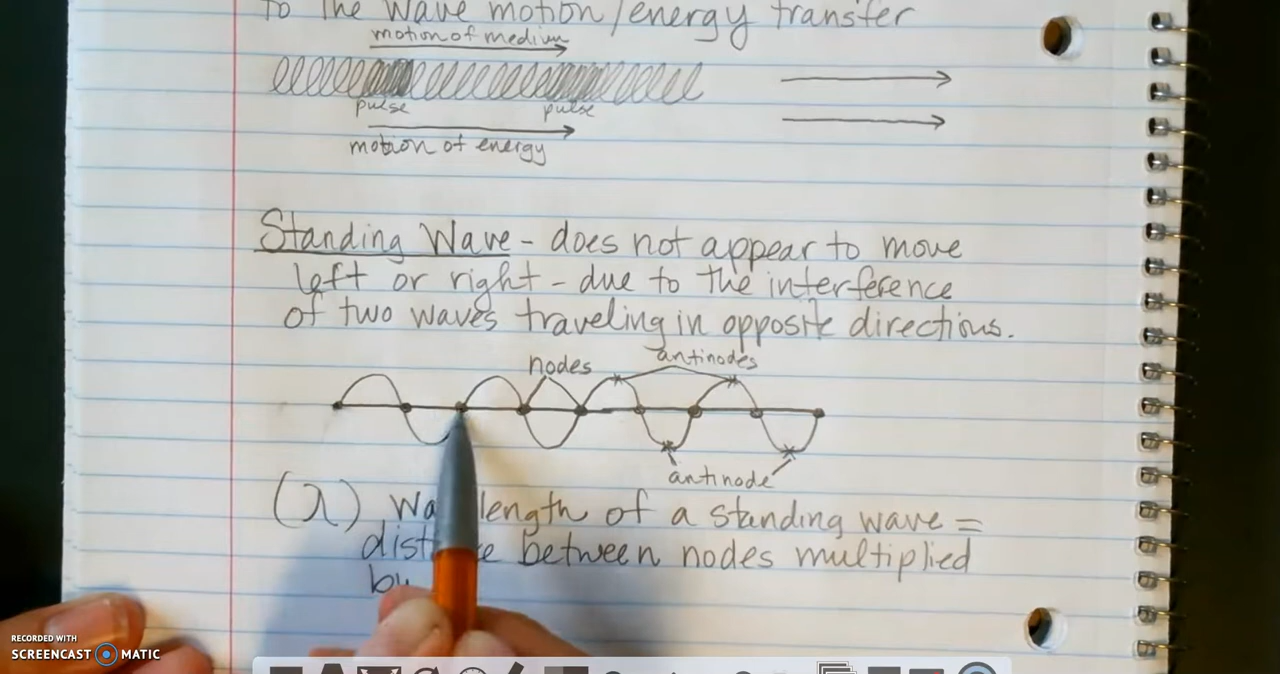 to the wave motion/energy transfer
motion of medium
pulse pulse
motion of energy
Standing Wave - does not appear to move
left or right - due to the interference
of two waves traveling in opposite directions.
nodes antinodes
antinode
(λ) length of a standing wave =
between nodes multiplied
by
RECORDED WITH
SCREENCAST MATIC